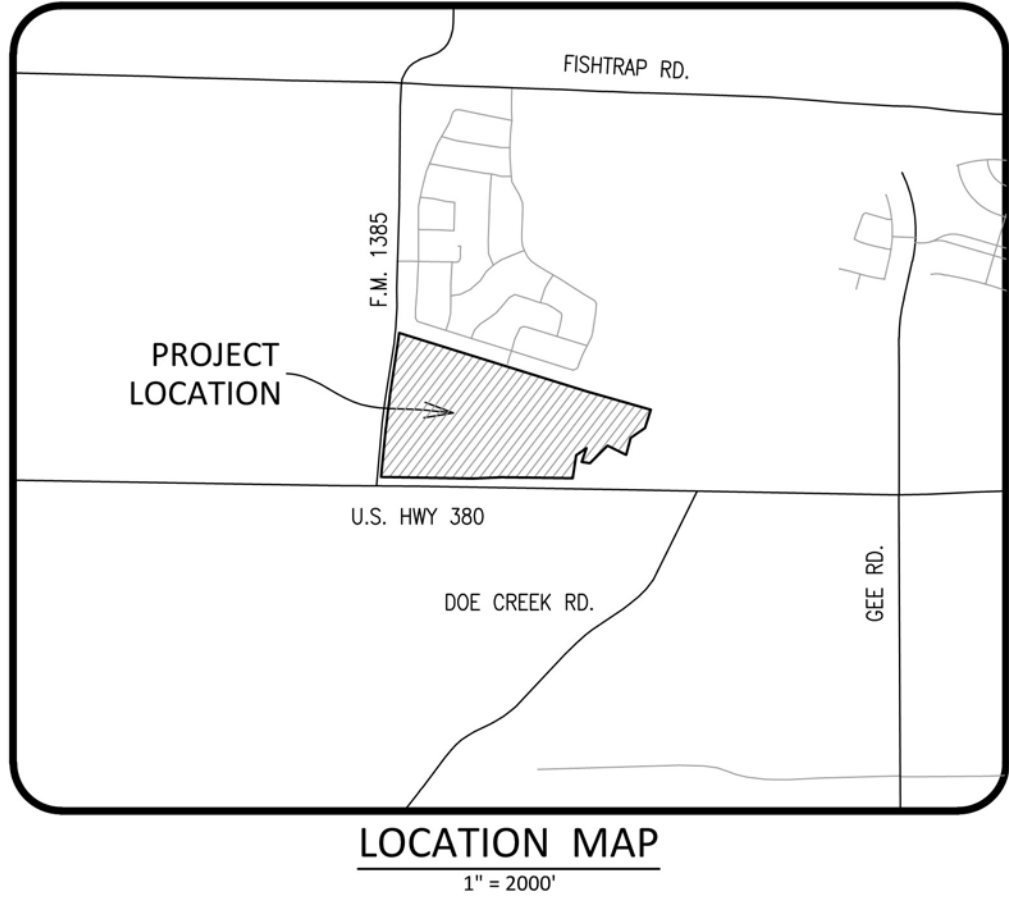 FISHTRAP RD.
F.M. 1385
PROJECT
LOCATION
U.S. HWY 380
DOE CREEK RD.
GEE RD.
LOCATION MAP
1" = 2000'